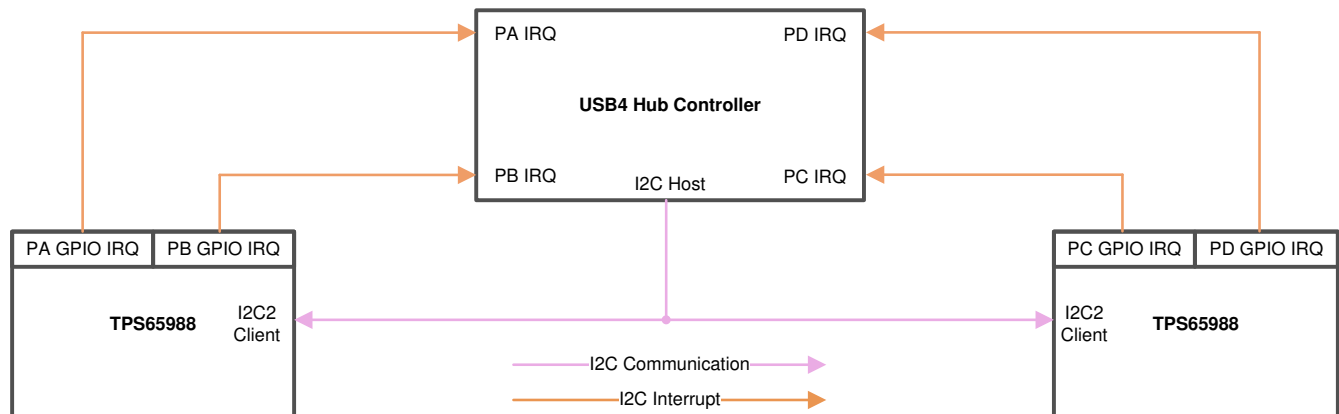 PA IRQ
PD IRQ
USB4 Hub Controller
PB IRQ
I2C Host
PC IRQ
PA GPIO IRQ
PB GPIO IRQ
PC GPIO IRQ
PD GPIO IRQ
TPS65988
I2C2
Client
I2C2
Client
TPS65988
I2C Communication
I2C Interrupt